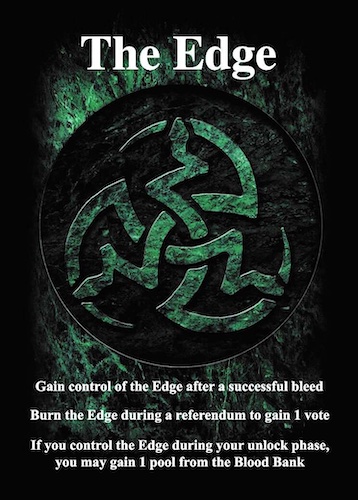 The Edge
Gain control of the Edge after a successful bleed
Burn the Edge during a referendum to gain 1 vote
If you control the Edge during your unlock phase,
you may gain 1 pool from the Blood Bank